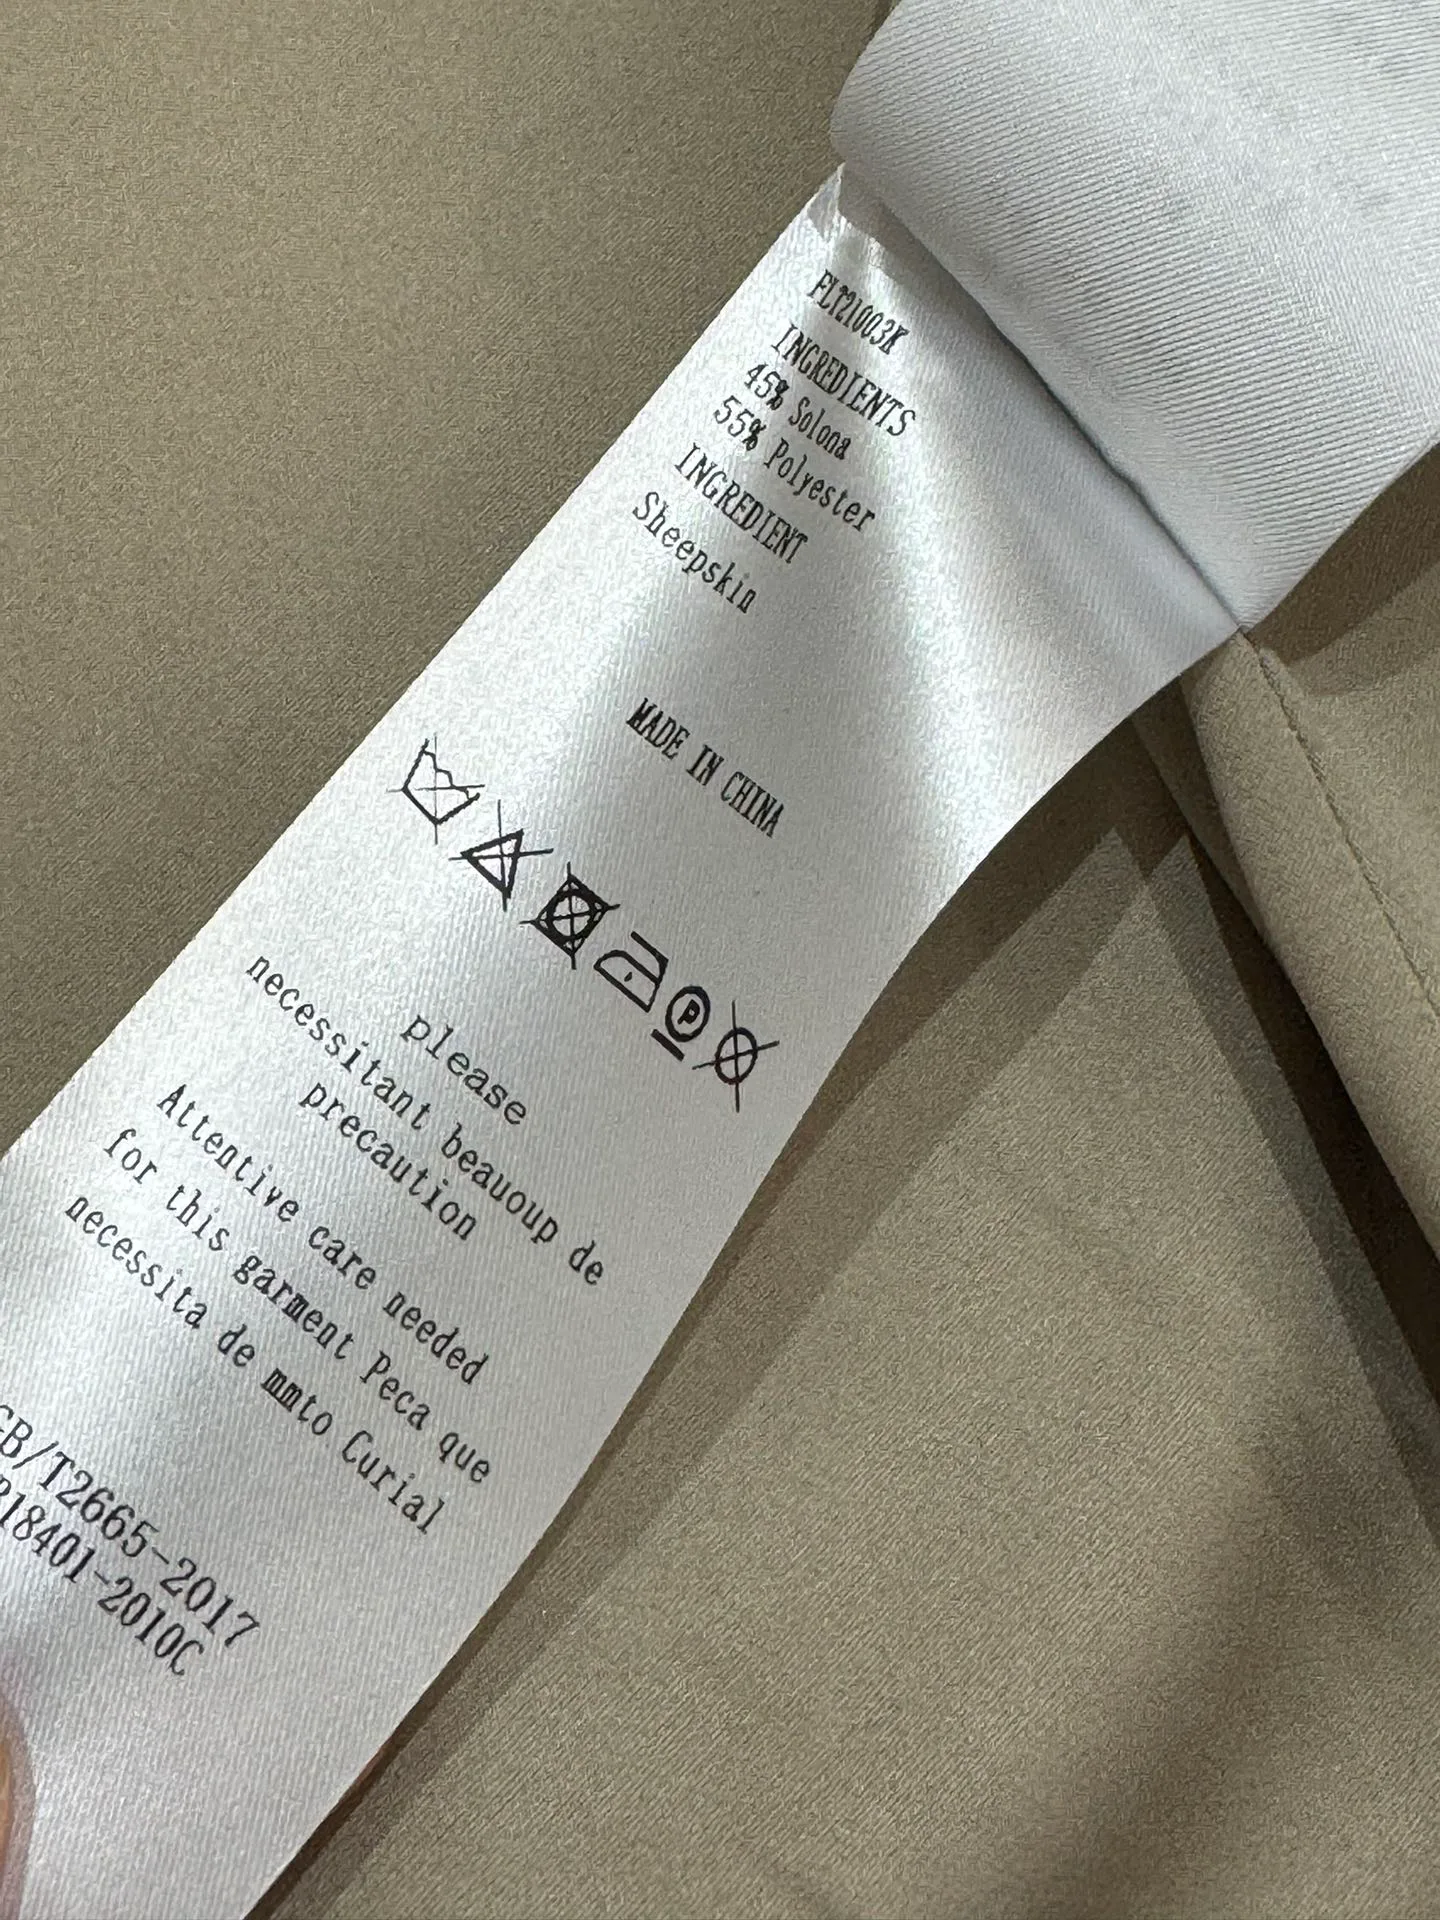 FLT21003K
INGREDIENTS
45% Solona
55% Polyester
INGREDIENT
Sheepskin
MADE IN CHINA
P
please
necessitant beauoup de
precaution
Attentive care needed
for this garment Peca que
necessita de mmto Curial
GB/T2665-2017
18401-2010C